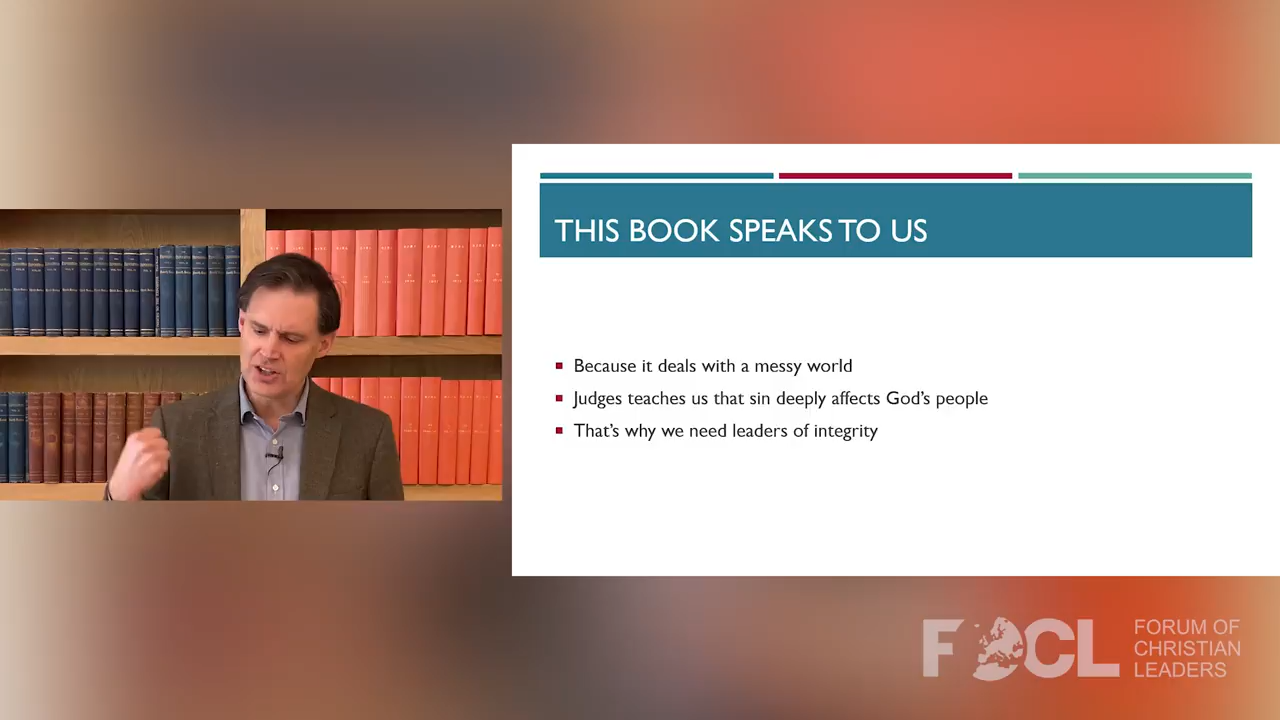 THIS BOOK SPEAKS TO US
Because it deals with a messy world
Judges teaches us that sin deeply affects God's people
That's why we need leaders of integrity
FOCL
FORUM OF
CHRISTIAN
LEADERS